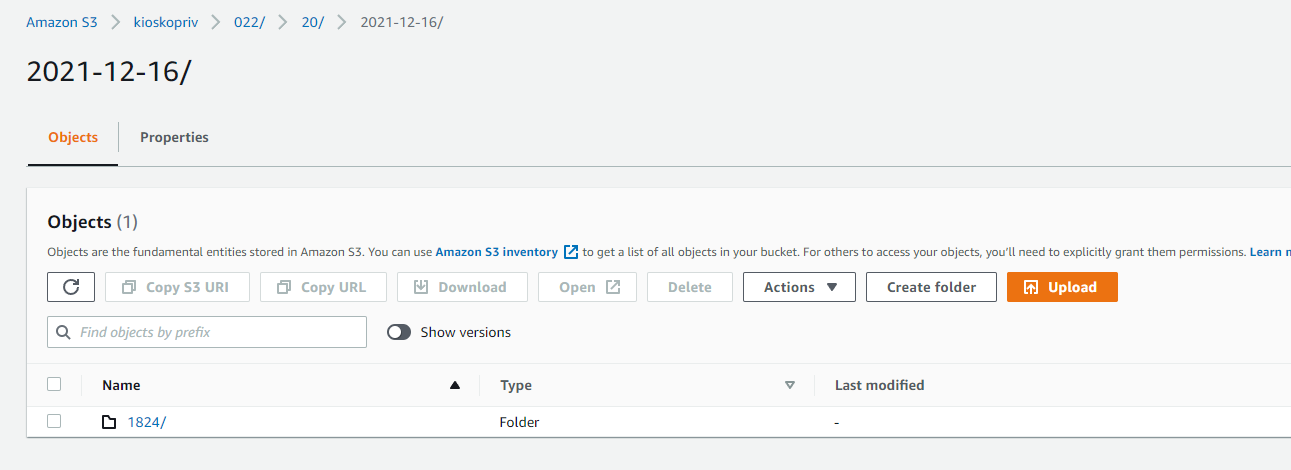 Amazon S3 > kioskopriv > 022/ > 20/ > 2021-12-16/
2021-12-16/
Objects Properties
Objects (1)
Objects are the fundamental entities stored in Amazon S3. You can use Amazon S3 inventory to get a list of all objects in your bucket. For others to access your objects, you'll need to explicitly grant them permissions. Learn
Copy S3 URI Copy URL Download Open Delete Actions Create folder Upload
Find objects by prefix Show versions
Name Type Last modified
1824/ Folder -